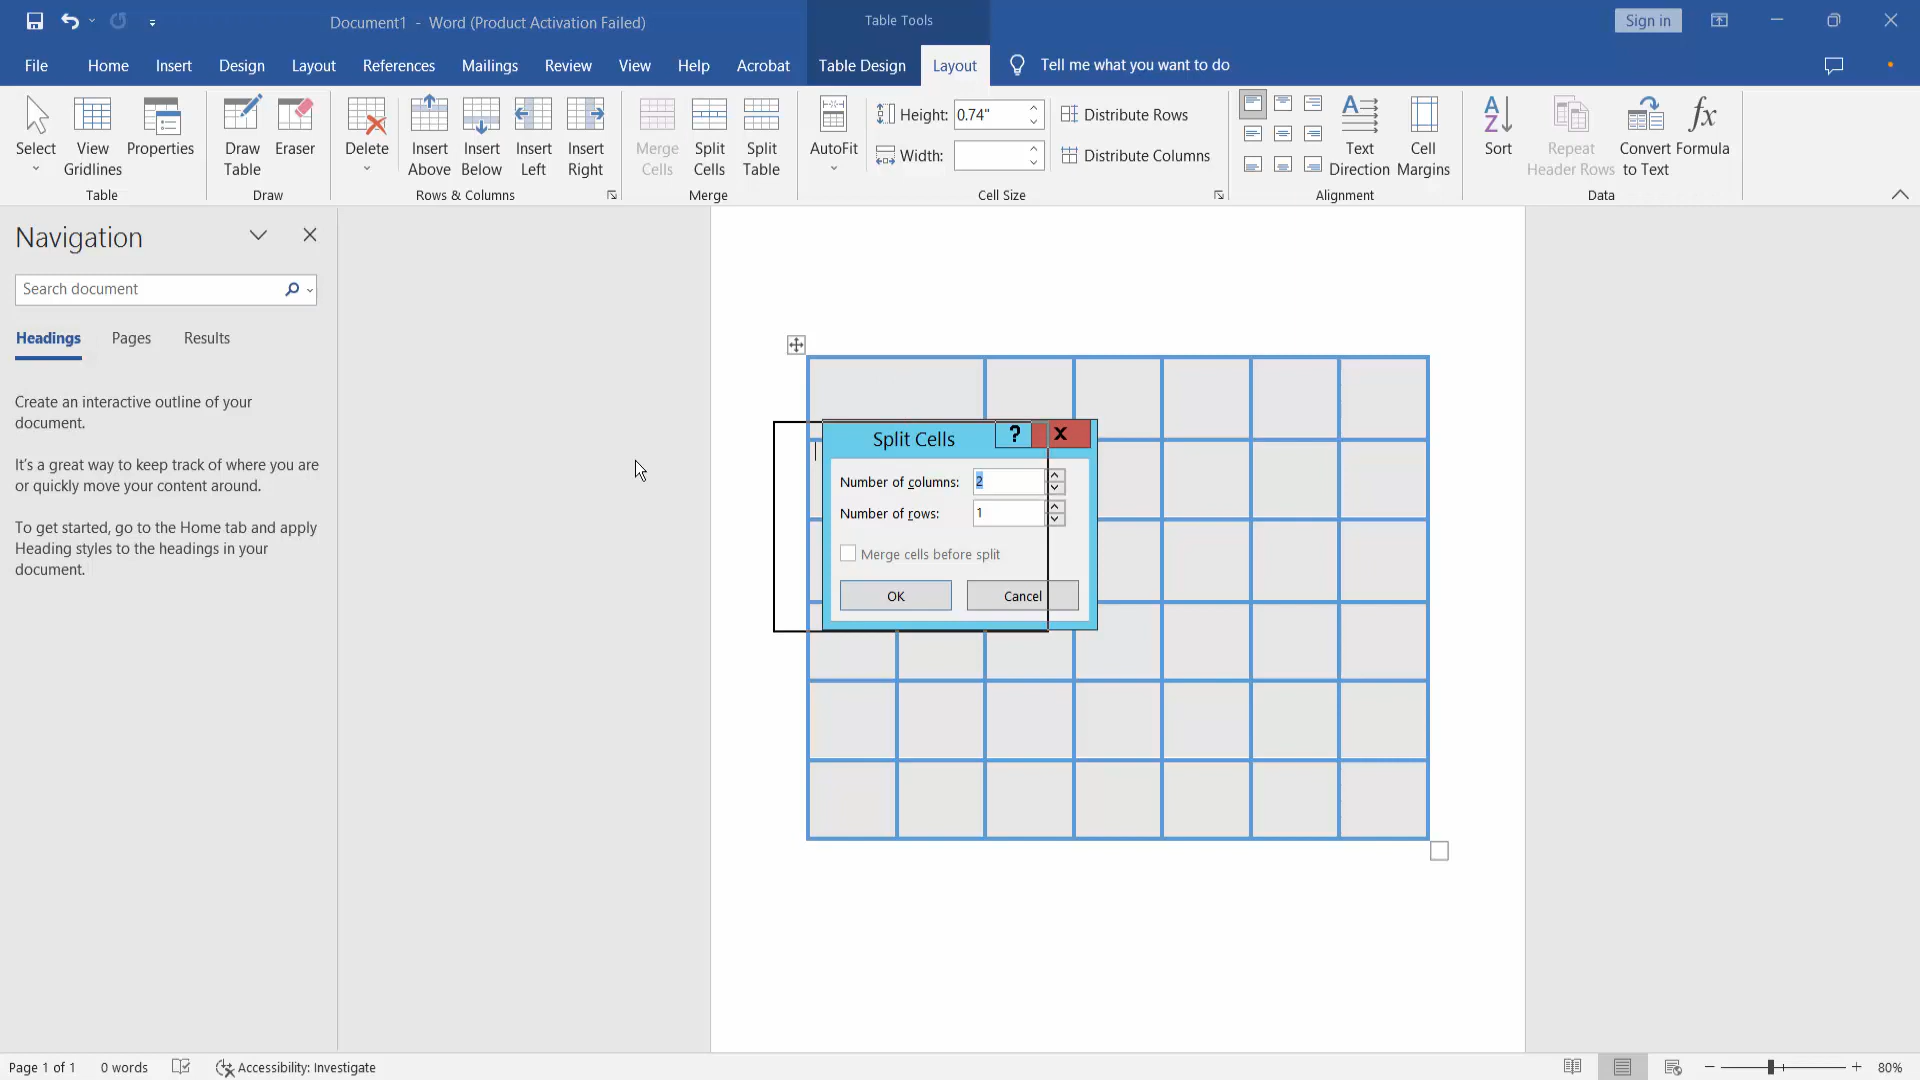 Document1 - Word (Product Activation Failed)
Table Tools
Sign in
File Home Insert Design Layout References Mailings Review View Help Acrobat Table Design Layout Tell me what you want to do
Select
View Gridlines
Properties
Table
Draw Table
Eraser
Draw
Delete
Insert Above
Insert Below
Insert Left
Insert Right
Rows & Columns
Merge Cells
Split Cells
Split Table
Merge
AutoFit
Height: 0.74"
Width:
Distribute Rows
Distribute Columns
Cell Size
Text Direction
Cell Margins
Alignment
A Z
Sort
Repeat Header Rows
Convert to Text
fx
Formula
Data
Navigation
Search document
Headings Pages Results
Create an interactive outline of your
document.
It's a great way to keep track of where you are
or quickly move your content around.
To get started, go to the Home tab and apply
Heading styles to the headings in your
document.
Split Cells ? X
Number of columns: 2
Number of rows: 1
Merge cells before split
OK Cancel
Page 1 of 1 0 words Accessibility: Investigate 80%